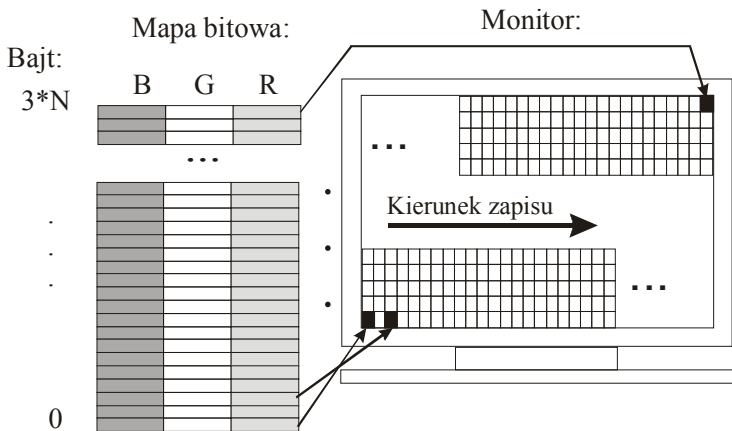 Mapa bitowa:
Monitor:
Bajt:
B G R
3*N
...
...
Kierunek zapisu
...
0